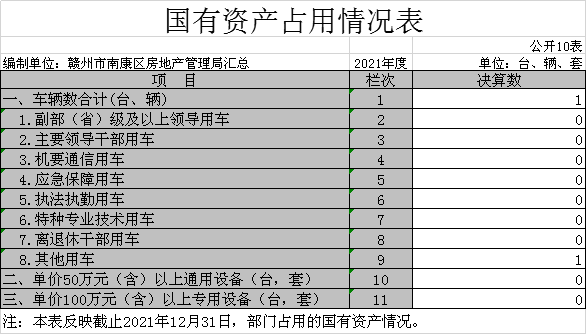 国有资产占用情况表
公开10表
编制单位：赣州市南康区房地产管理局汇总 2021年度 单位：台、辆、套
项 目 栏次 决算数
一、车辆数合计(台、辆) 1 1
1.副部（省）级及以上领导用车 2 0
2.主要领导干部用车 3 0
3.机要通信用车 4 0
4.应急保障用车 5 0
5.执法执勤用车 6 0
6.特种专业技术用车 7 0
7.离退休干部用车 8 0
8.其他用车 9 1
二、单价50万元（含）以上通用设备（台，套） 10 0
三、单价100万元（含）以上专用设备（台，套） 11 0
注：本表反映截止2021年12月31日，部门占用的国有资产情况。